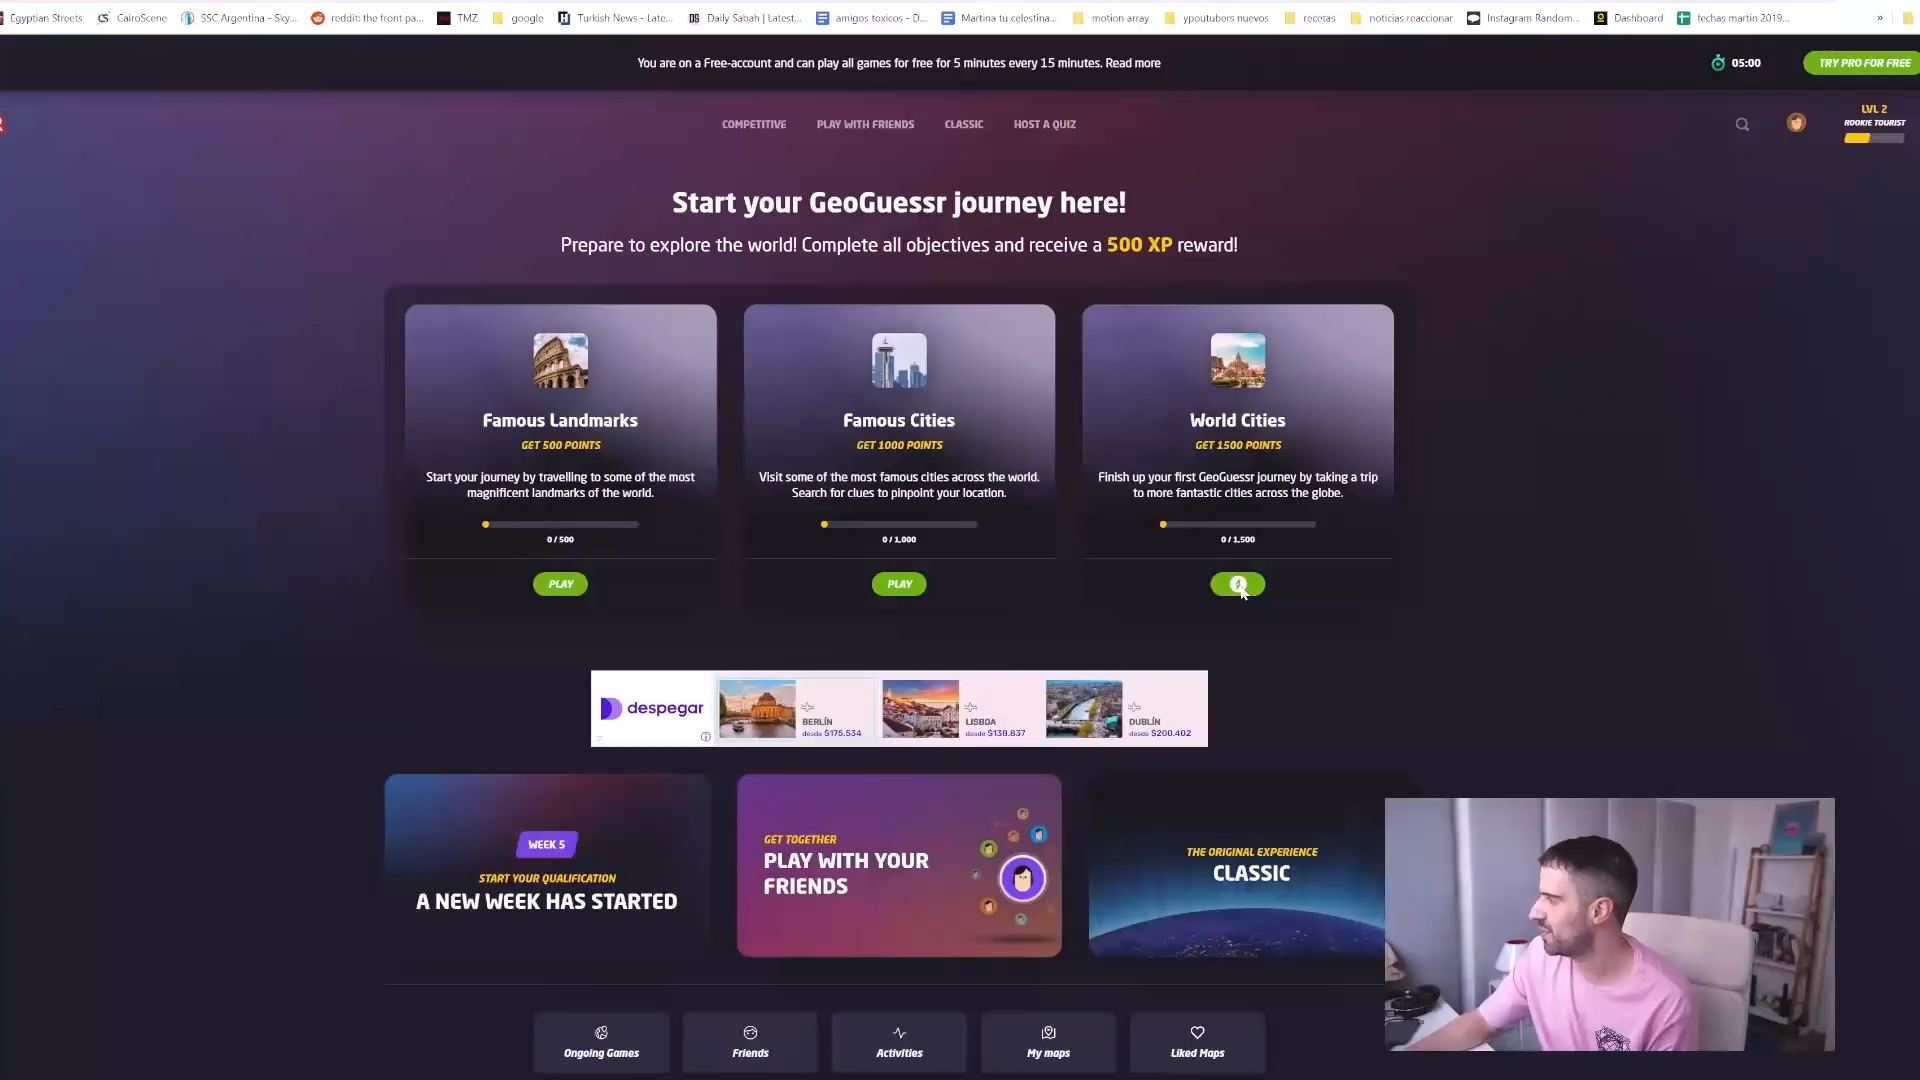 Egyptian Streets CairoScene SSC Argentina - Sky... reddit: the front pa... TMZ google Turkish News - Late... Daily Sabah | Latest... amigos toxicos - D... Martina tu celestina... motion array ypoutubers nuevos recetas noticias reaccionar Instagram Random... Dashboard techas martin 2019... »
You are on a Free-account and can play all games for free for 5 minutes every 15 minutes. Read more 05:00 TRY PRO FOR FREE
COMPETITIVE PLAY WITH FRIENDS CLASSIC HOST A QUIZ
LVL 2
ROOKIE TOURIST
Start your GeoGuessr journey here!
Prepare to explore the world! Complete all objectives and receive a 500 XP reward!
Famous Landmarks
GET 500 POINTS
Start your journey by travelling to some of the most
magnificent landmarks of the world.
0 / 500
PLAY
Famous Cities
GET 1000 POINTS
Visit some of the most famous cities across the world.
Search for clues to pinpoint your location.
0 / 1,000
PLAY
World Cities
GET 1500 POINTS
Finish up your first GeoGuessr journey by taking a trip
to more fantastic cities across the globe.
0 / 1,500
despegar
BERLÍN
desde $175.534
LISBOA
desde $138.837
DUBLÍN
desde $200.402
WEEK 5
START YOUR QUALIFICATION
A NEW WEEK HAS STARTED
GET TOGETHER
PLAY WITH YOUR
FRIENDS
THE ORIGINAL EXPERIENCE
CLASSIC
Ongoing Games
Friends
Activities
My maps
Liked Maps